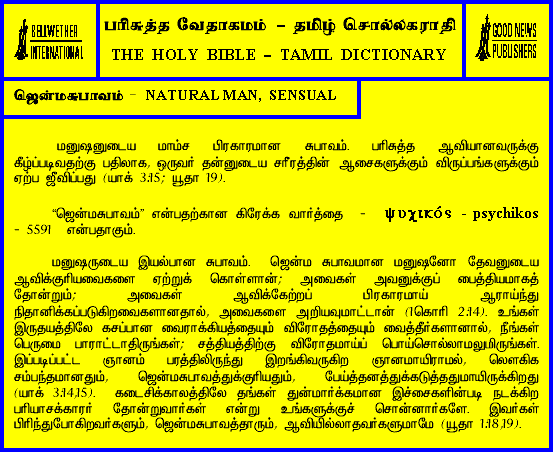 BELLWETHER
INTERNATIONAL
பரிசுத்த வேதாகமம் – தமிழ் சொல்லகராதி
THE HOLY BIBLE – TAMIL DICTIONARY
GOOD NEWS
PUBLISHERS
ஜென்மசுபாவம் – NATURAL MAN, SENSUAL
மனுஷனுடைய மாம்ச பிரகாரமான சுபாவம். பரிசுத்த ஆவியானவருக்கு
கீழ்ப்படிவதற்கு பதிலாக, ஒருவர் தன்னுடைய சரீரத்தின் ஆசைகளுக்கும் விருப்பங்களுக்கும்
ஏற்ப ஜீவிப்பது (யாக் 3:15; யூதா 19).
“ஜென்மசுபாவம்” என்பதற்கான கிரேக்க வார்த்தை – ψυχικός - psychikos
– 5591 என்பதாகும்.
மனுஷருடைய இயல்பான சுபாவம். ஜென்ம சுபாவமான மனுஷனோ தேவனுடைய
ஆவிக்குரியவைகளை ஏற்றுக் கொள்ளான்; அவைகள் அவனுக்குப் பைத்தியமாகத்
தோன்றும்; அவைகள் ஆவிக்கேற்றப் பிரகாரமாய் ஆராய்ந்து
நிதானிக்கப்படுகிறவைகளானதால், அவைகளை அறியவுமாட்டான் (1கொரி 2:14). உங்கள்
இருதயத்திலே கசப்பான வைராக்கியத்தையும் விரோதத்தையும் வைத்தீர்களானால், நீங்கள்
பெருமை பாராட்டாதிருங்கள்; சத்தியத்திற்கு விரோதமாய்ப் பொய்சொல்லாமலுமிருங்கள்.
இப்படிப்பட்ட ஞானம் பரத்திலிருந்து இறங்கிவருகிற ஞானமாயிராமல், லௌகிக
சம்பந்தமானதும், ஜென்மசுபாவத்துக்குரியதும், பேய்த்தனத்துக்கடுத்ததுமாயிருக்கிறது
(யாக் 3:14,15). கடைசிக்காலத்திலே தங்கள் துன்மார்க்கமான இச்சைகளின்படி நடக்கிற
பரியாசக்காரர் தோன்றுவார்கள் என்று உங்களுக்குச் சொன்னார்களே. இவர்கள்
பிரிந்துபோகிறவர்களும், ஜென்மசுபாவத்தாரும், ஆவியில்லாதவர்களுமாமே (யூதா 1:18,19).